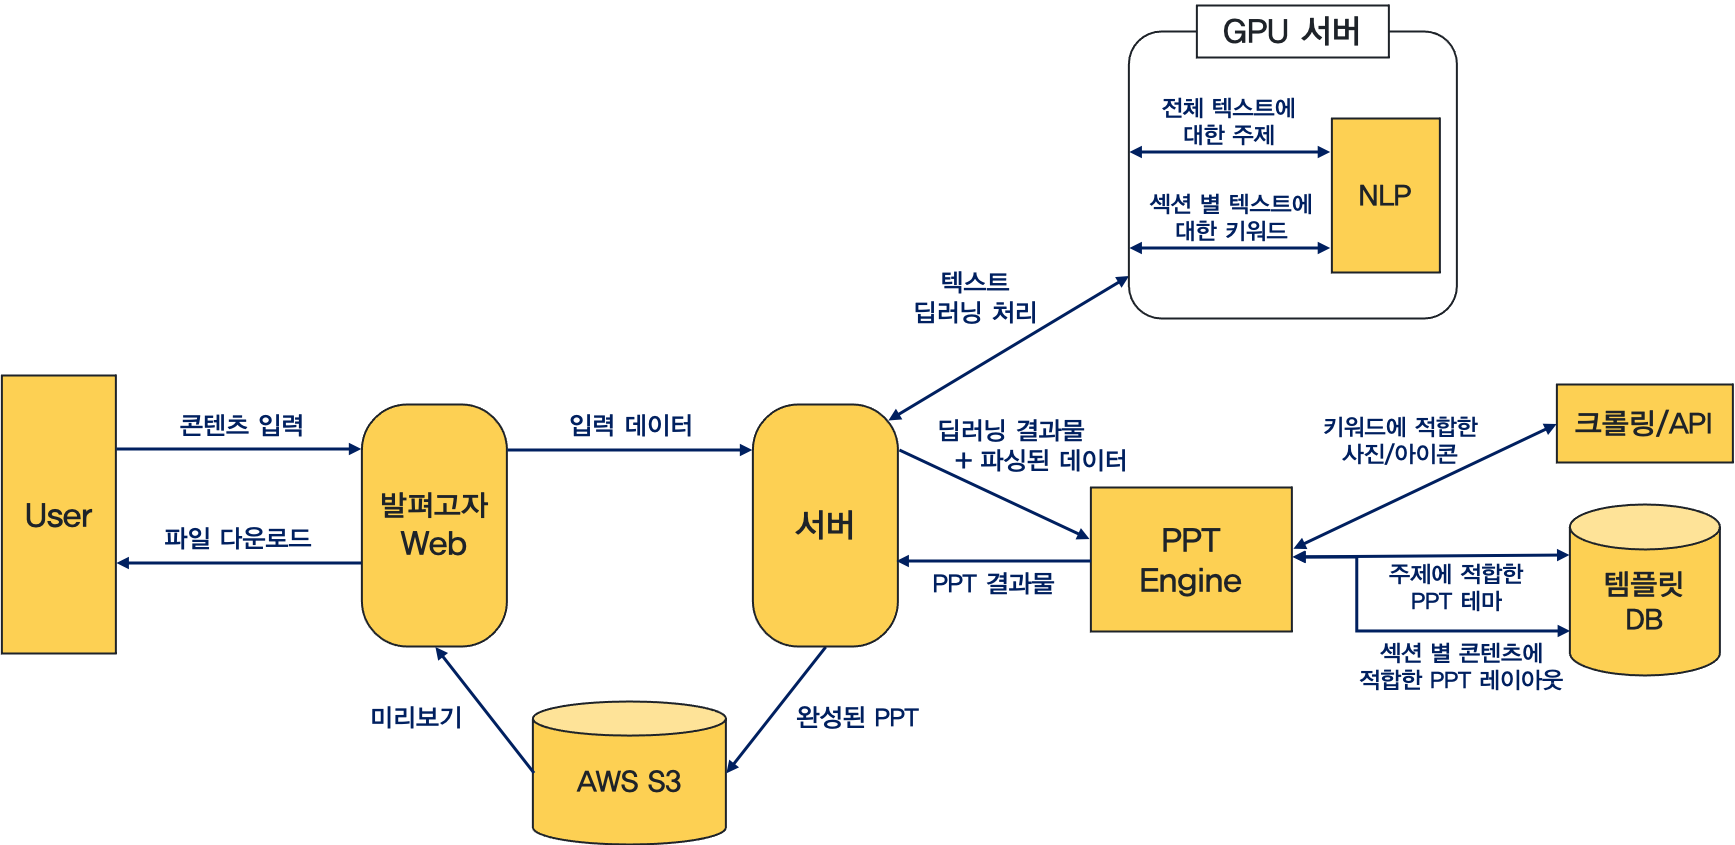 GPU 서버
전체 텍스트에
대한 주제
섹션 별 텍스트에
대한 키워드
NLP
텍스트
딥러닝 처리
User
콘텐츠 입력
파일 다운로드
발펴고자
Web
입력 데이터
서버
딥러닝 결과물
+ 파싱된 데이터
PPT 결과물
PPT
Engine
키워드에 적합한
사진/아이콘
크롤링/API
주제에 적합한
PPT 테마
섹션 별 콘텐츠에
적합한 PPT 레이아웃
템플릿
DB
미리보기
완성된 PPT
AWS S3